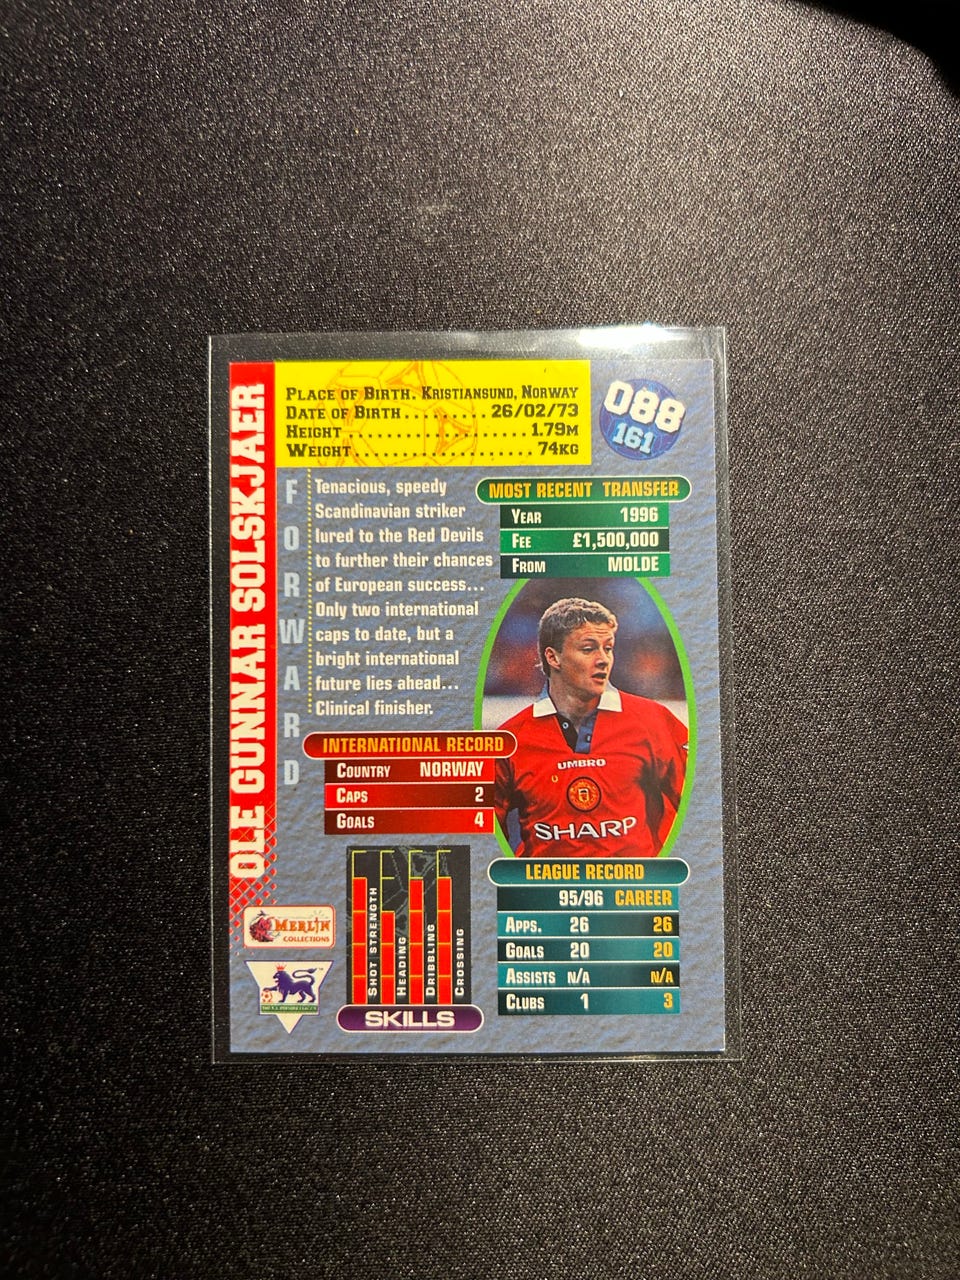 OLE GUNNAR SOLSKJAER
PLACE OF BIRTH. KRISTIANSUND, NORWAY
DATE OF BIRTH.......... 26/02/73
HEIGHT...................... 1.79M
WEIGHT..................... 74KG
088
161
FORWARD
Tenacious, speedy
Scandinavian striker
lured to the Red Devils
to further their chances
of European success...
Only two international
caps to date, but a
bright international
future lies ahead...
Clinical finisher.
MOST RECENT TRANSFER
YEAR 1996
FEE £1,500,000
FROM MOLDE
UMBRO
SHARP
INTERNATIONAL RECORD
COUNTRY NORWAY
CAPS 2
GOALS 4
SHOT STRENGTH
HEADING
DRIBBLING
CROSSING
SKILLS
LEAGUE RECORD
95/96 CAREER
APPS. 26 26
GOALS 20 20
ASSISTS N/A N/A
CLUBS 1 3
MERLIN
COLLECTIONS